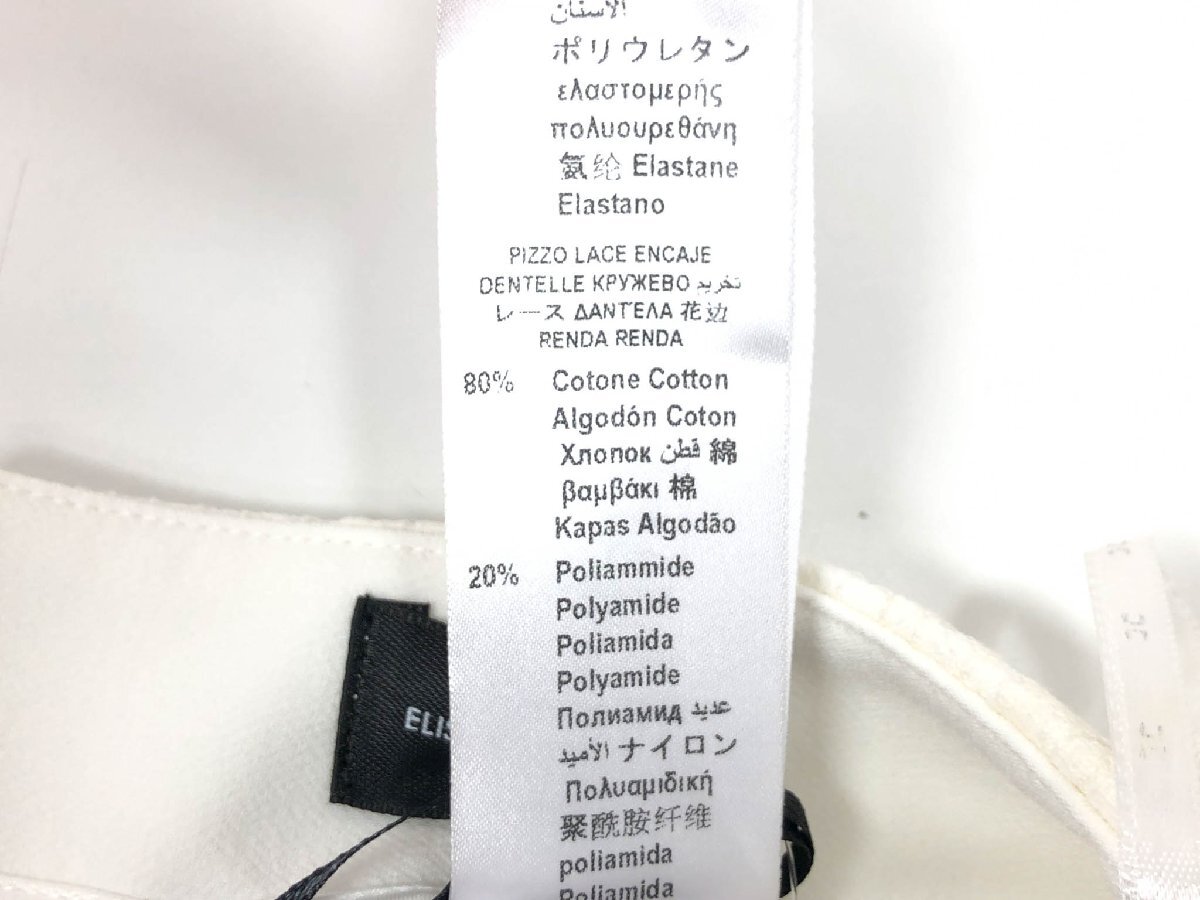 الأسنان
ポリウレタン
ελαστομερής
πολυουρεθάνη
氨纶 Elastane
Elastano
PIZZO LACE ENCAJE
DENTELLE КРУЖЕВО تخريم
レース ΔΑΝΤΕΛΑ 花边
RENDA RENDA
80% Cotone Cotton
Algodón Coton
Хлопок قطن 綿
βαμβάκι 棉
Kapas Algodão
20% Poliammide
Polyamide
Poliamida
Polyamide
Полиамид عديد
الأميد ナイロン
Πολυαμιδική
聚酰胺纤维
poliamida
Poliamida
ELIS